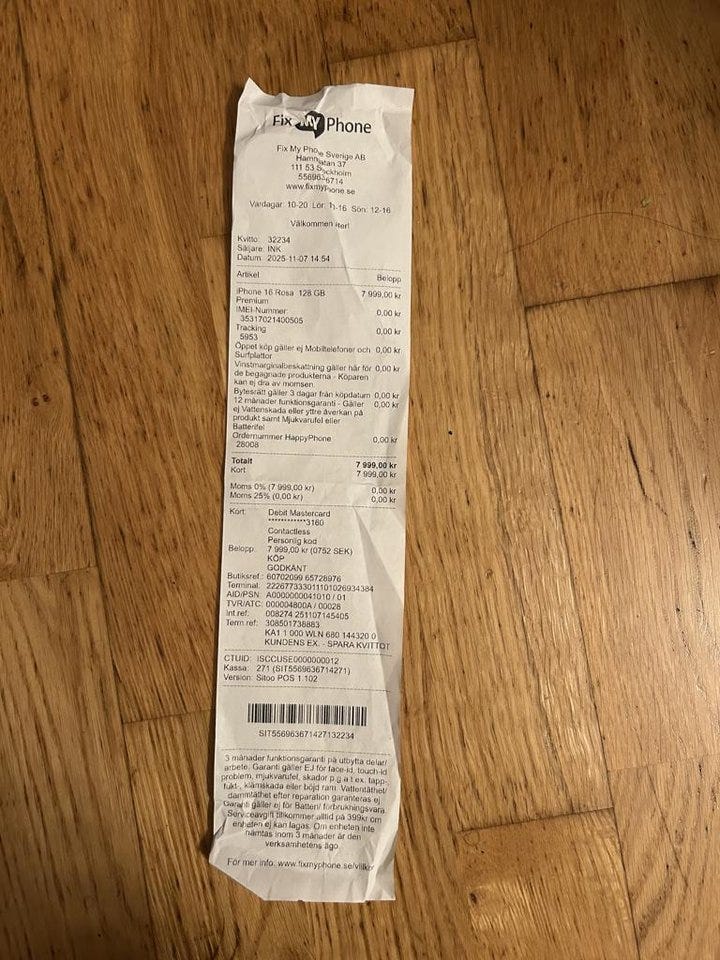 Fix MY Phone
Fix My Phone Sverige AB
Hamngatan 37
111 53 Stockholm
556963-6714
www.fixmyphone.se
Vardagar: 10-20 Lör: 11-16 Sön: 12-16
Välkommen åter!
Kvitto: 32234
Säljare: INK
Datum: 2025-11-07 14:54
Artikel Belopp
iPhone 16 Rosa 128 GB 7 999,00 kr
Premium
IMEI-Nummer 0,00 kr
35317021400505
Tracking 0,00 kr
5953
Öppet köp gäller ej Mobiltelefoner och 0,00 kr
Surfplattor
Vinstmarginalbeskattning gäller här för 0,00 kr
de begagnade produkterna - Köparen
kan ej dra av momsen.
Bytesrätt gäller 3 dagar från köpdatum 0,00 kr
12 månader funktionsgaranti - Gäller 0,00 kr
ej Vattenskada eller yttre åverkan på
produkt samt Mjukvarufel eller
Batterifel
Ordernummer HappyPhone 0,00 kr
28008
Totalt 7 999,00 kr
Kort 7 999,00 kr
Moms 0% (7 999,00 kr) 0,00 kr
Moms 25% (0,00 kr) 0,00 kr
Kort: Debit Mastercard
************3160
Contactless
Personlig kod
Belopp: 7 999,00 kr (0752 SEK)
KÖP
GODKÄNT
Butiksref.: 60702099 65728976
Terminal: 222677333011101026934384
AID/PSN: A0000000041010 / 01
TVR/ATC: 000004800A / 00028
Int ref: 008274 251107145405
Term ref: 308501738883
KA1 1 000 WLN 680 144320 0
KUNDENS EX. - SPARA KVITTOT
CTUID: ISCCUSE0000000012
Kassa: 271 (SIT5569636714271)
Version: Sitoo POS 1.102
SIT556963671427132234
3 månader funktionsgaranti på utbytta delar/
arbete. Garanti gäller EJ för face-id, touch-id
problem, mjukvarufel, skador p.g.a t.ex. tapp-,
fukt-, klämskada eller böjd ram. Vattentäthet/
dammtäthet efter reparation garanteras ej.
Garanti gäller ej för Batteri/ förbrukningsvara.
Serviceavgift tillkommer alltid på 399kr om
enheten ej kan lagas. Om enheten inte
hämtas inom 3 månader är den
verksamhetens ägo.
För mer info: www.fixmyphone.se/villkor